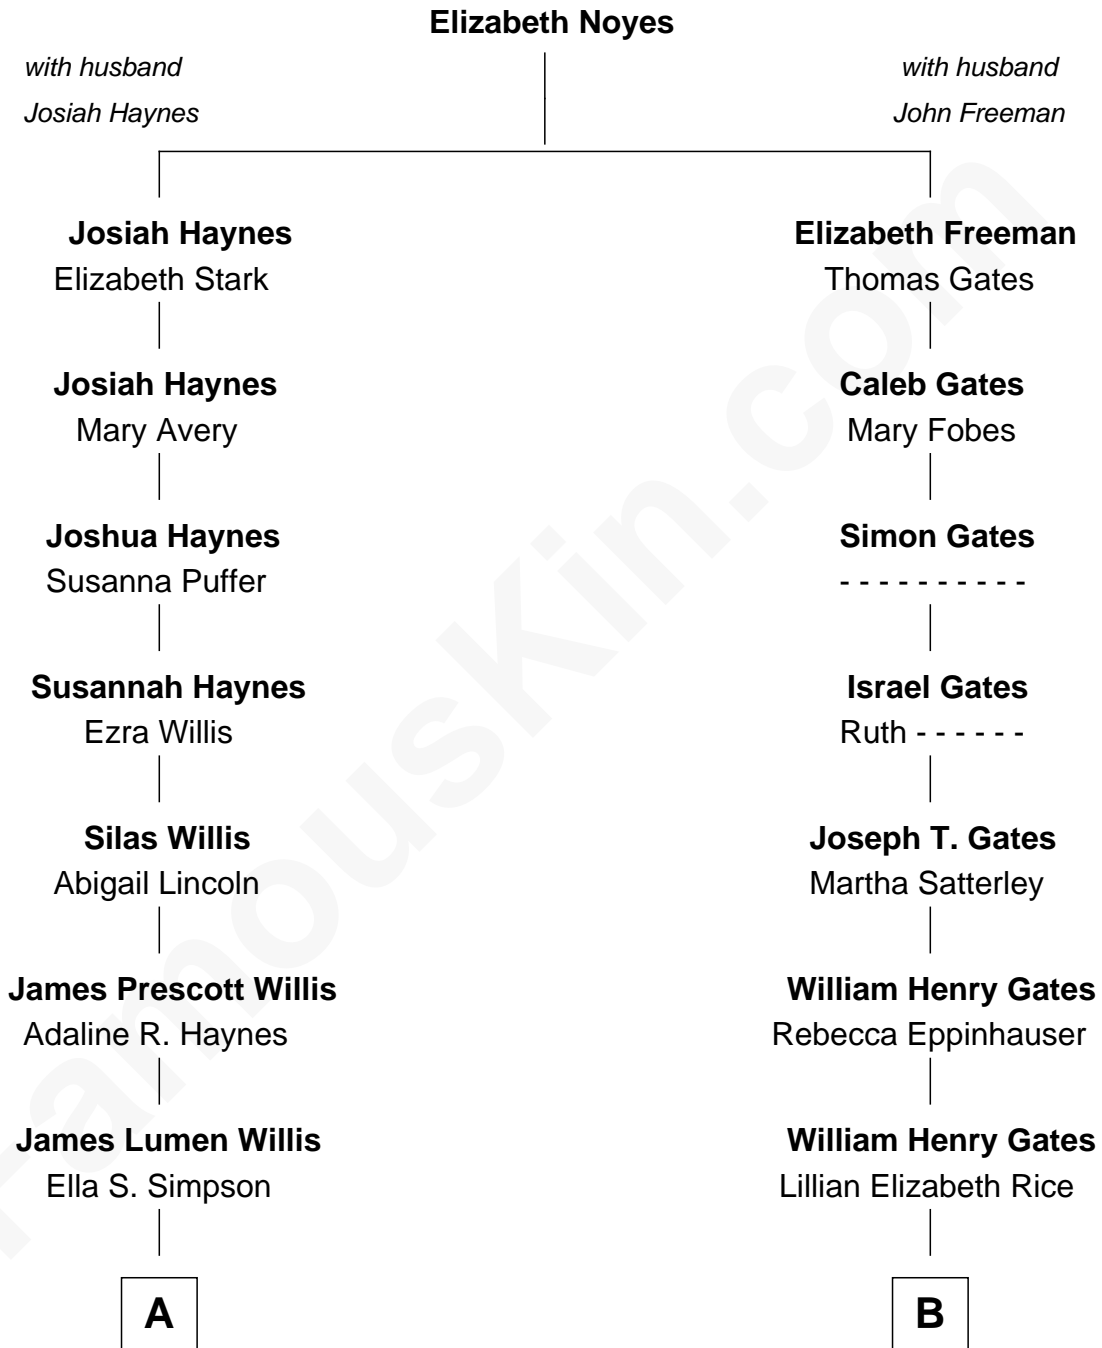 Elizabeth Noyes
with husband
Josiah Haynes
with husband
John Freeman
Josiah Haynes
Elizabeth Stark
Elizabeth Freeman
Thomas Gates
Josiah Haynes
Mary Avery
Caleb Gates
Mary Fobes
Joshua Haynes
Susanna Puffer
Simon Gates
- - - - - - - - - -
Susannah Haynes
Ezra Willis
Israel Gates
Ruth - - - - - -
Silas Willis
Abigail Lincoln
Joseph T. Gates
Martha Satterley
James Prescott Willis
Adaline R. Haynes
William Henry Gates
Rebecca Eppinhauser
James Lumen Willis
Ella S. Simpson
William Henry Gates
Lillian Elizabeth Rice
A
B
FamousKin.com